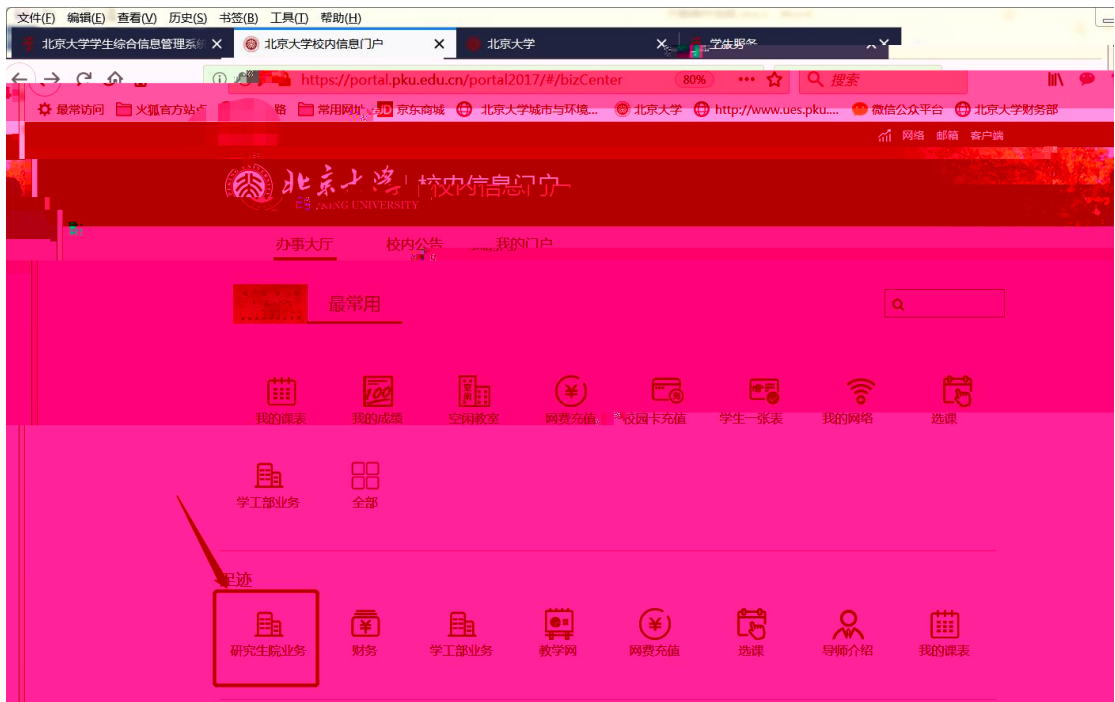 文件(F) 编辑(E) 查看(V) 历史(S) 书签(B) 工具(T) 帮助(H)
北京大学学生综合信息管理系统 北京大学校内信息门户 北京大学
https://portal.pku.edu.cn/portal2017/#/bizCenter 80% 搜索
最常访问 火狐官方站点 常用网址 JD 京东商城 北京大学城市与环境... 北京大学 http://www.ues.pku.... 微信公众平台 北京大学财务部
网络 邮箱 客户端
北京大学 校内信息门户
办事大厅 校内公告 我的门户
最常用
我的课表 我的成绩 空闲教室 网费充值 校园卡充值 学生一张表 我的网络 选课
学工部业务 全部
足迹
研究生院业务 财务 学工部业务 教学网 网费充值 选课 导师介绍 我的课表